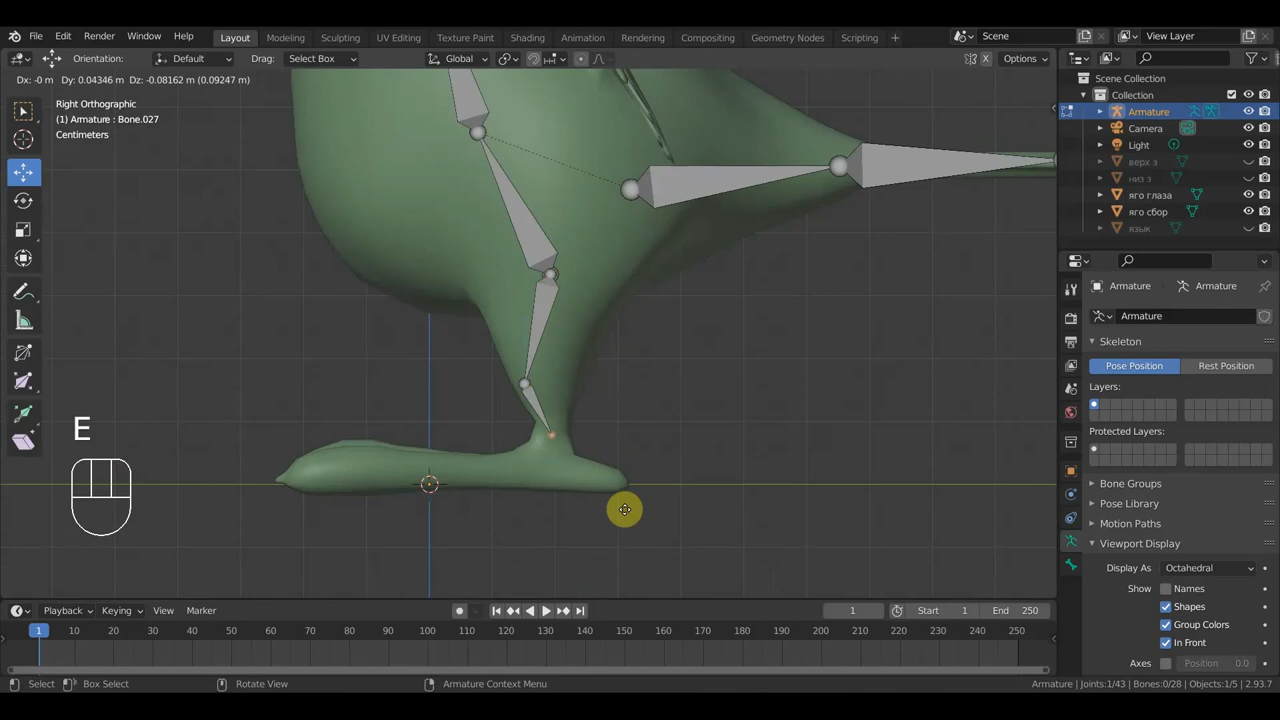 File Edit Render Window Help Layout Modeling Sculpting UV Editing Texture Paint Shading Animation Rendering Compositing Geometry Nodes Scripting + Scene View Layer
Orientation: Default Drag: Select Box Global X Options
Dx: -0 m Dy: 0.04346 m Dz: -0.08162 m (0.09247 m)
Right Orthographic
(1) Armature : Bone.027
Centimeters
E
Scene Collection
Collection
Armature
Camera
Light
верх з
низ з
яго глаза
яго сбор
язык
Armature Armature
Armature
Skeleton
Pose Position Rest Position
Layers:
Protected Layers:
Bone Groups
Pose Library
Motion Paths
Viewport Display
Display As Octahedral
Show Names
Shapes
Group Colors
In Front
Axes Position 0.0
Playback Keying View Marker 1 Start 1 End 250
1 10 20 30 40 50 60 70 80 90 100 110 120 130 140 150 160 170 180 190 200 210 220 230 240 250
Select Box Select Rotate View Armature Context Menu Armature | Joints:1/43 | Bones:0/28 | Objects:1/5 | 2.93.7